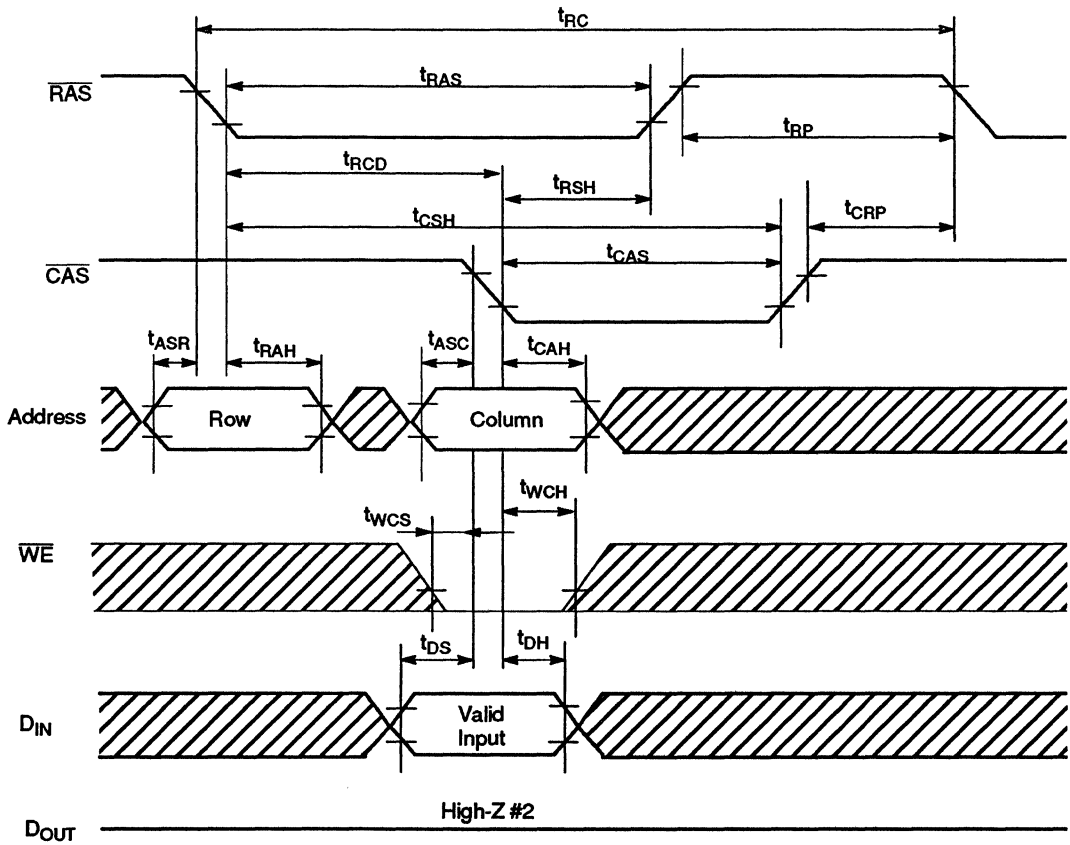 tRC
RAS
tRAS
tRP
tRCD
tRSH
tCSH
tCRP
CAS
tCAS
tASR
tRAH
tASC
tCAH
Address
Row
Column
tWCH
tWCS
WE
tDS
tDH
DIN
Valid
Input
High-Z #2
DOUT